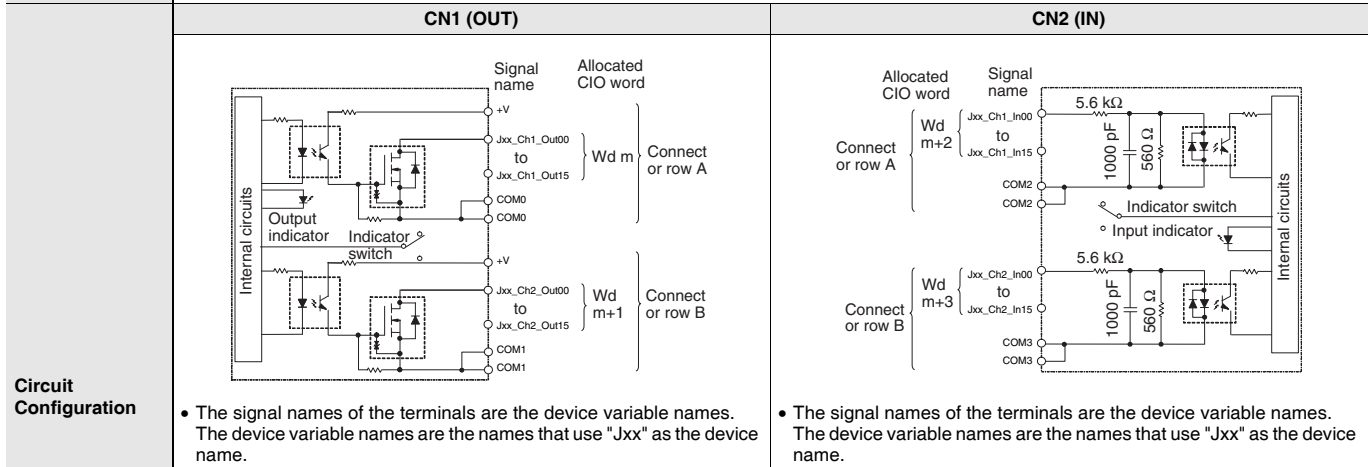 CN1 (OUT)
CN2 (IN)
Circuit
Configuration
Signal
name
Allocated
CIO word
+V
Jxx_Ch1_Out00
to
Jxx_Ch1_Out15
Wd m
Connect
or row A
COM0
COM0
Internal circuits
Output
indicator
Indicator
switch
+V
Jxx_Ch2_Out00
to
Jxx_Ch2_Out15
Wd
m+1
Connect
or row B
COM1
COM1
• The signal names of the terminals are the device variable names.
The device variable names are the names that use "Jxx" as the device
name.
Allocated
CIO word
Signal
name
Connect
or row A
Wd
m+2
Jxx_Ch1_In00
to
Jxx_Ch1_In15
COM2
COM2
5.6 kΩ
1000 pF
560 Ω
Indicator switch
Input indicator
Internal circuits
Connect
or row B
Wd
m+3
Jxx_Ch2_In00
to
Jxx_Ch2_In15
COM3
COM3
5.6 kΩ
1000 pF
560 Ω
• The signal names of the terminals are the device variable names.
The device variable names are the names that use "Jxx" as the device
name.